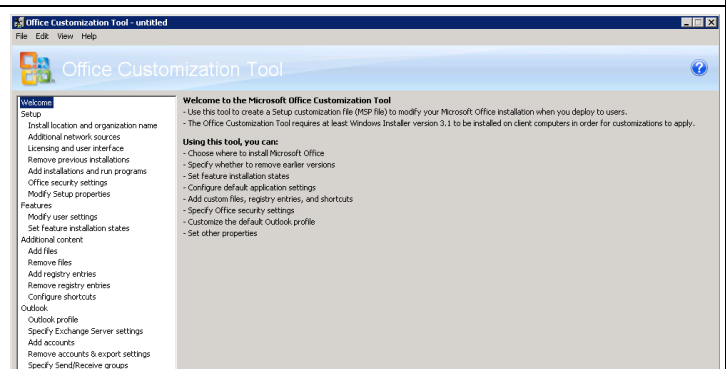 Office Customization Tool - untitled
File Edit View Help
Office Customization Tool
Welcome
Setup
Install location and organization name
Additional network sources
Licensing and user interface
Remove previous installations
Add installations and run programs
Office security settings
Modify Setup properties
Features
Modify user settings
Set feature installation states
Additional content
Add files
Remove files
Add registry entries
Remove registry entries
Configure shortcuts
Outlook
Outlook profile
Specify Exchange Server settings
Add accounts
Remove accounts & export settings
Specify Send/Receive groups
Welcome to the Microsoft Office Customization Tool
- Use this tool to create a Setup customization file (MSP file) to modify your Microsoft Office installation when you deploy to users.
- The Office Customization Tool requires at least Windows Installer version 3.1 to be installed on client computers in order for customizations to apply.
Using this tool, you can:
- Choose where to install Microsoft Office
- Specify whether to remove earlier versions
- Set feature installation states
- Configure default application settings
- Add custom files, registry entries, and shortcuts
- Specify Office security settings
- Customize the default Outlook profile
- Set other properties